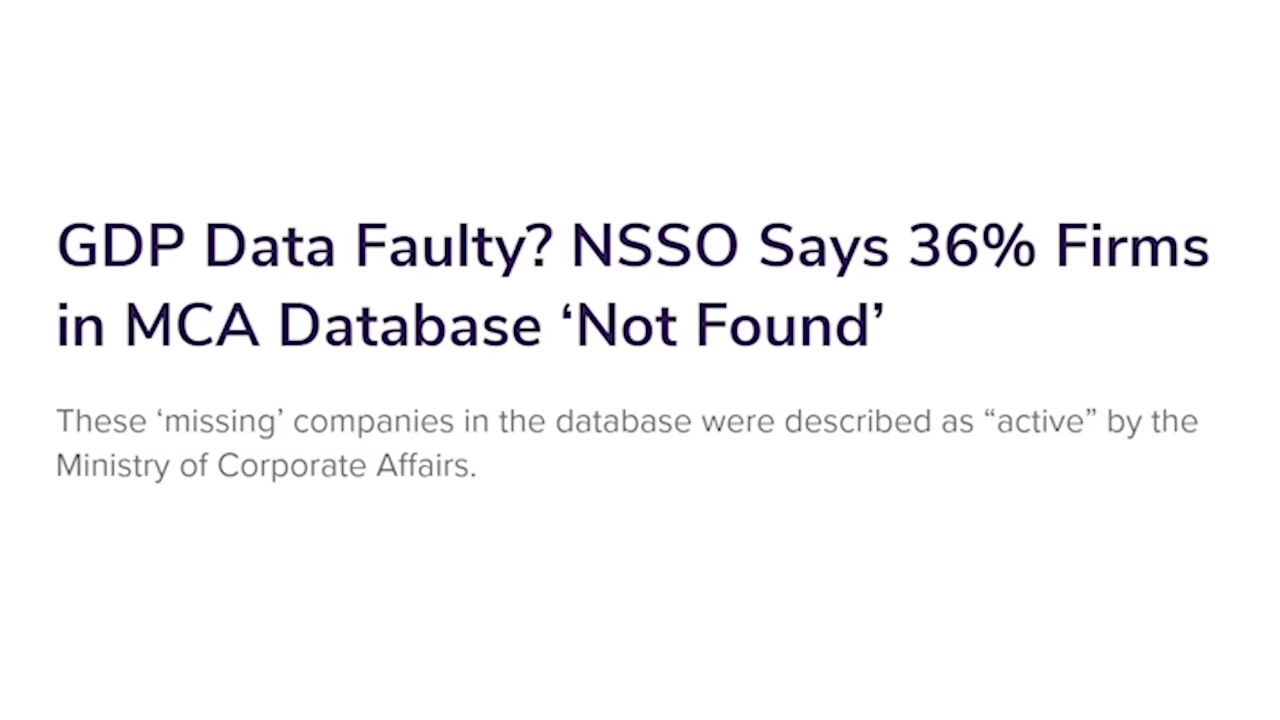 GDP Data Faulty? NSSO Says 36% Firms
in MCA Database ‘Not Found’
These ‘missing’ companies in the database were described as “active” by the
Ministry of Corporate Affairs.